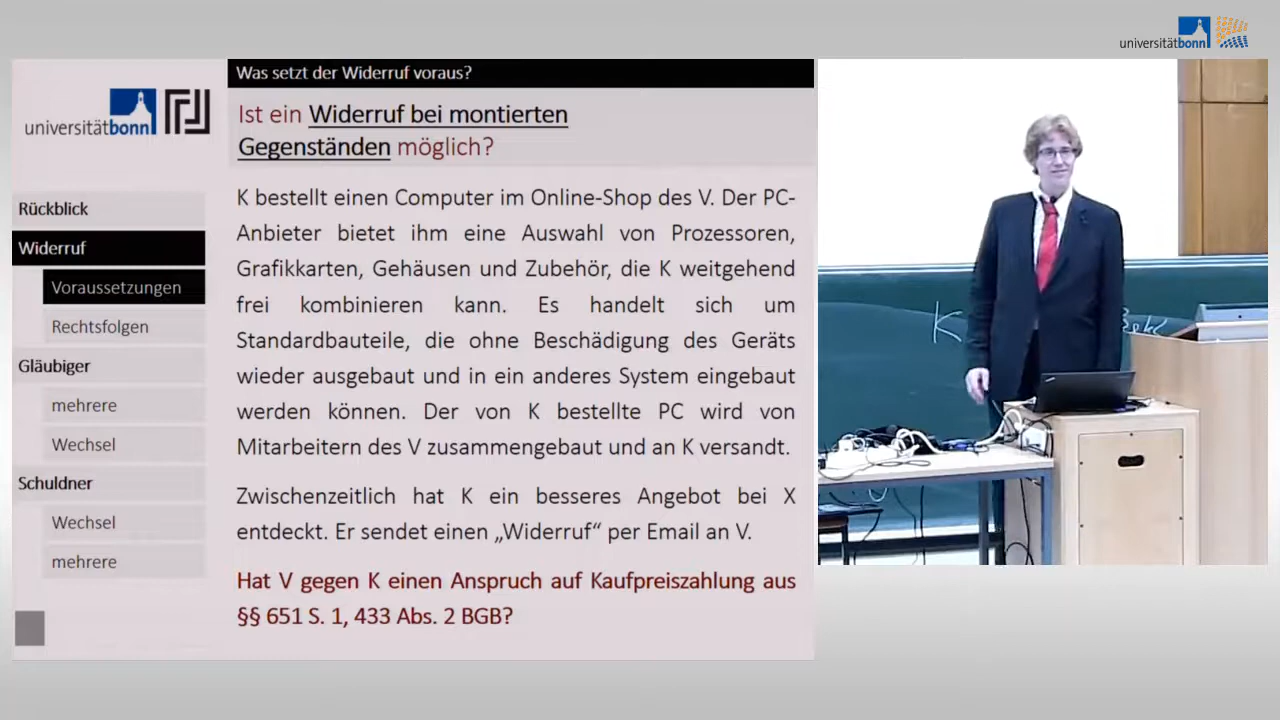 universitätbonn
Was setzt der Widerruf voraus?
universitätbonn
Ist ein Widerruf bei montierten
Gegenständen möglich?
Rückblick
Widerruf
Voraussetzungen
Rechtsfolgen
Gläubiger
mehrere
Wechsel
Schuldner
Wechsel
mehrere
K bestellt einen Computer im Online-Shop des V. Der PC-
Anbieter bietet ihm eine Auswahl von Prozessoren,
Grafikkarten, Gehäusen und Zubehör, die K weitgehend
frei kombinieren kann. Es handelt sich um
Standardbauteile, die ohne Beschädigung des Geräts
wieder ausgebaut und in ein anderes System eingebaut
werden können. Der von K bestellte PC wird von
Mitarbeitern des V zusammengebaut und an K versandt.
Zwischenzeitlich hat K ein besseres Angebot bei X
entdeckt. Er sendet einen „Widerruf“ per Email an V.
Hat V gegen K einen Anspruch auf Kaufpreiszahlung aus
§§ 651 S. 1, 433 Abs. 2 BGB?
K